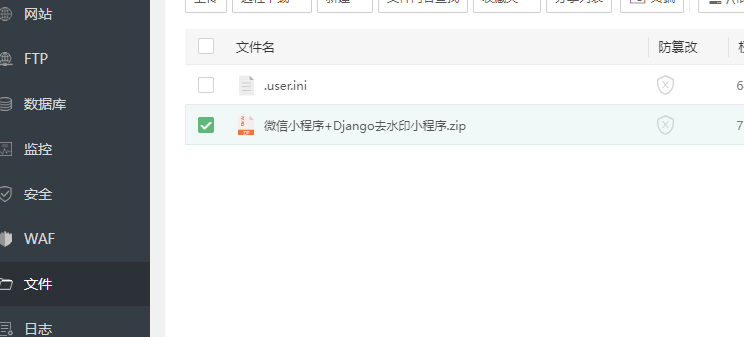 网站
FTP
数据库
监控
安全
WAF
文件
日志
文件名
防篡改
.user.ini
6
微信小程序+Django去水印小程序.zip
7